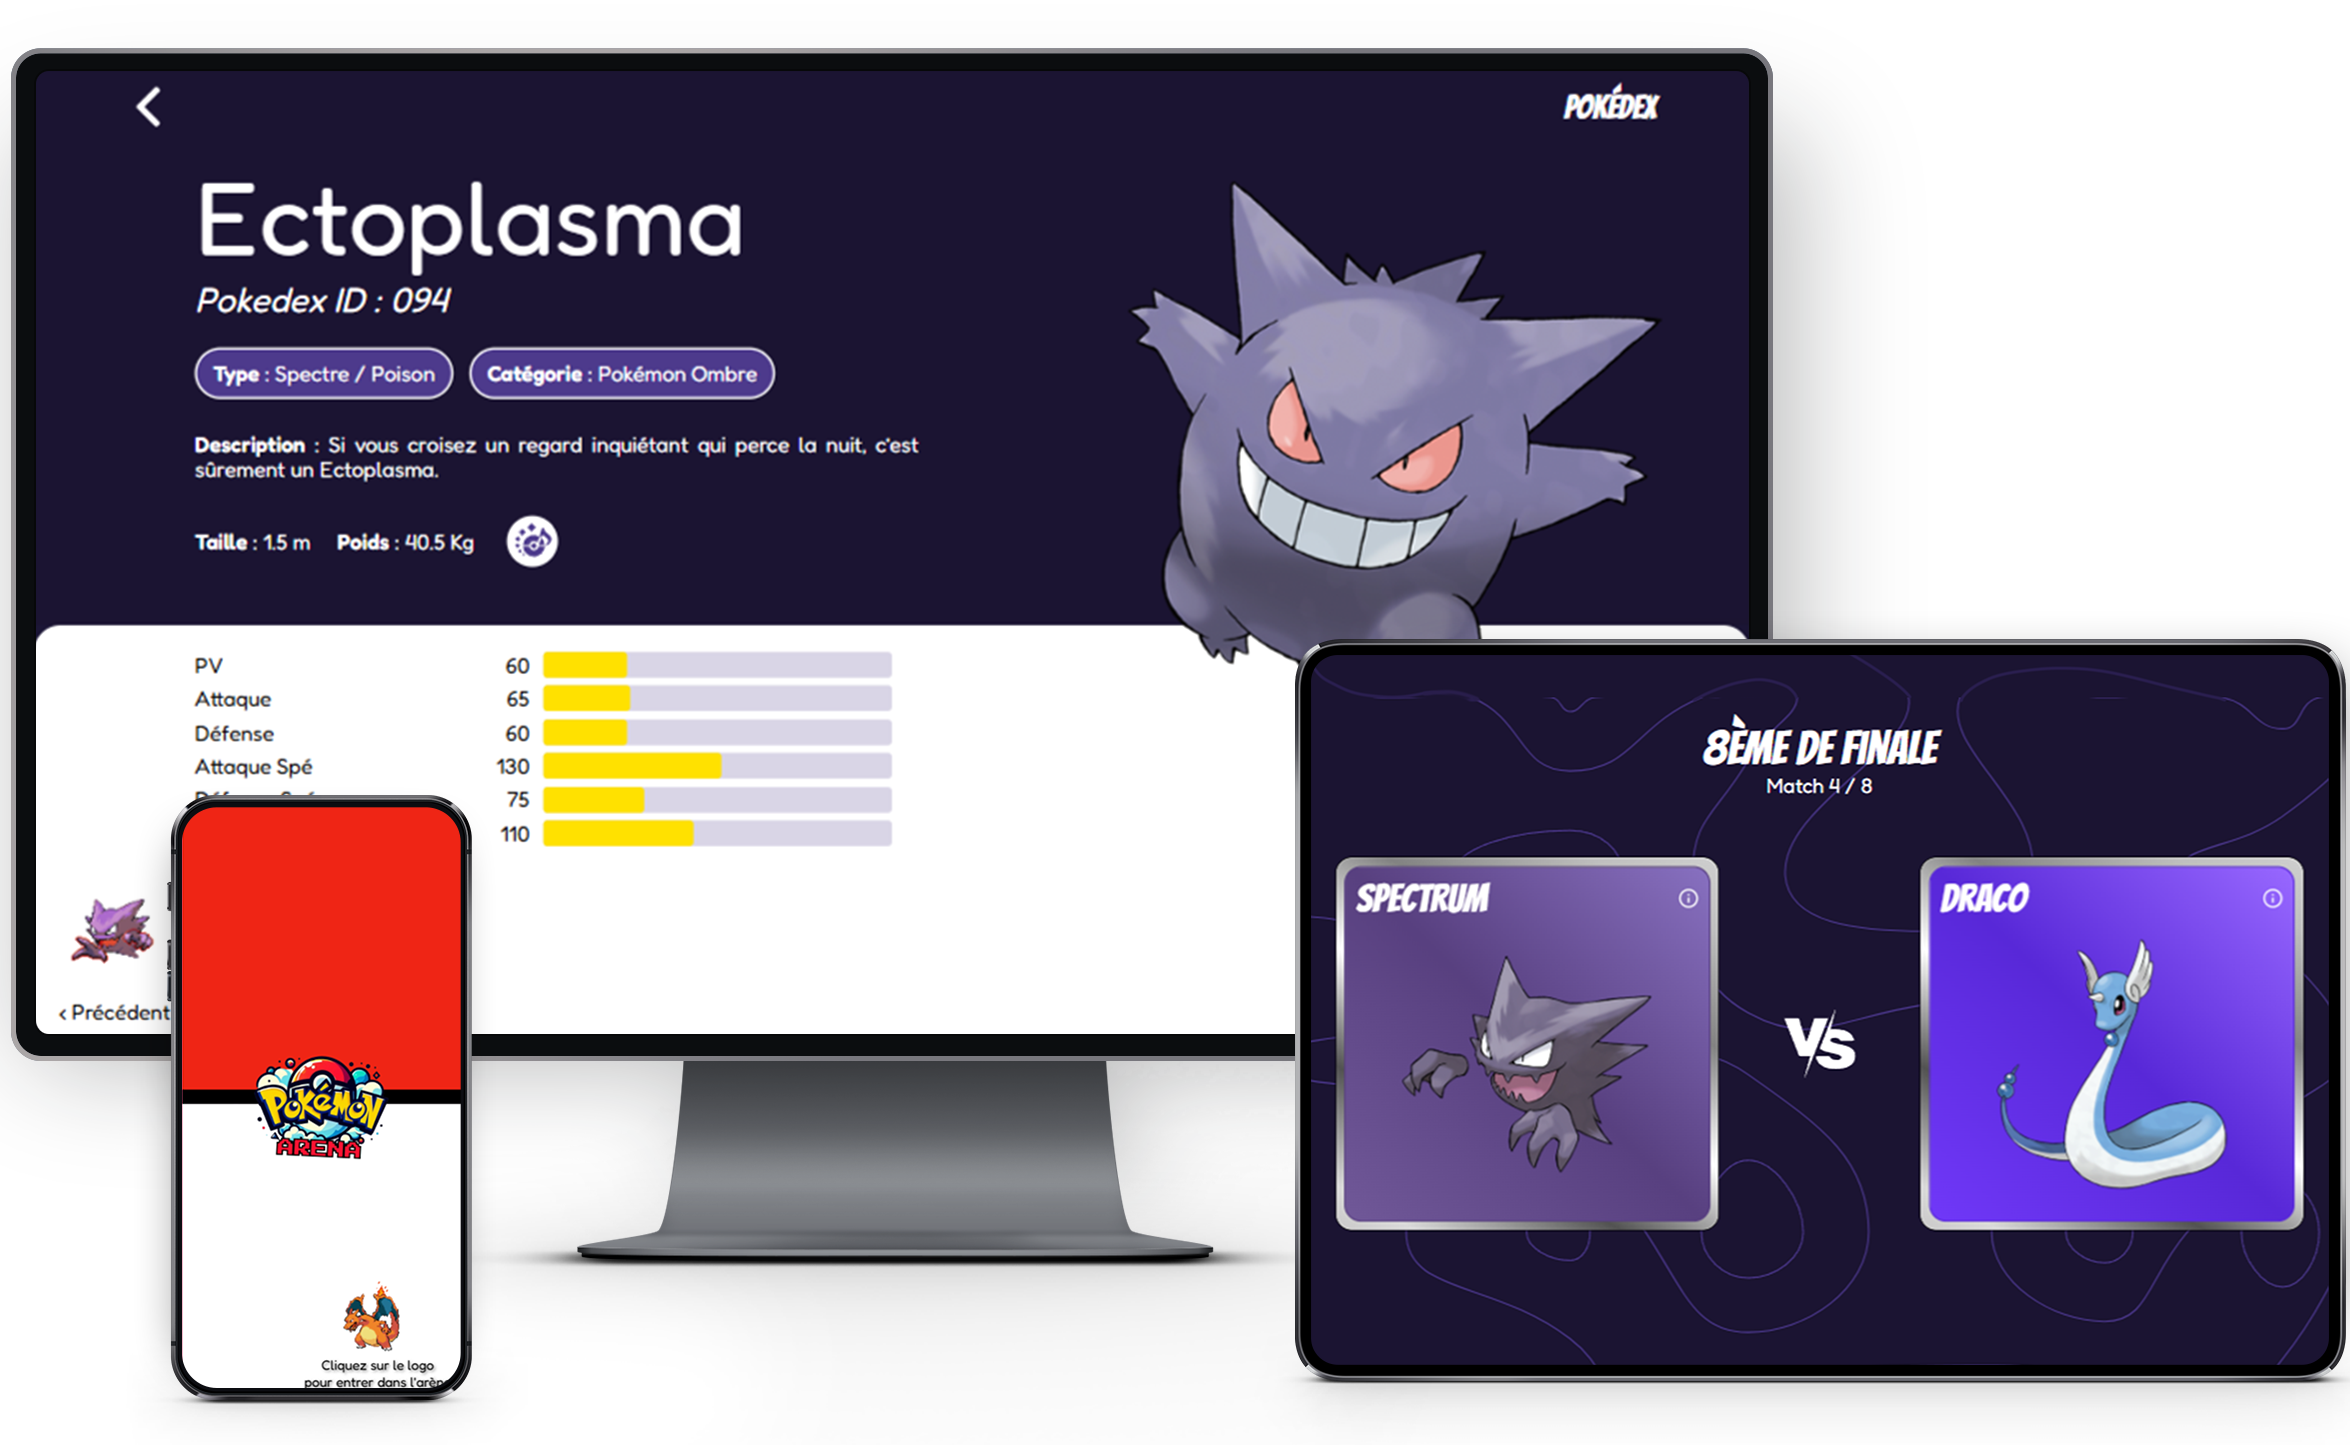 POKÉDEX
Ectoplasma
Pokedex ID : 094
Type : Spectre / Poison
Catégorie : Pokémon Ombre
Description : Si vous croisez un regard inquiétant qui perce la nuit, c'est
sûrement un Ectoplasma.
Taille : 1.5 m Poids : 40.5 Kg
PV 60
Attaque 65
Défense 60
Attaque Spé 130
75
110
‹ Précédent
POKéMON
ARENA
Cliquez sur le logo
pour entrer dans l'arèn
8ÈME DE FINALE
Match 4 / 8
SPECTRUM
VS
DRACO